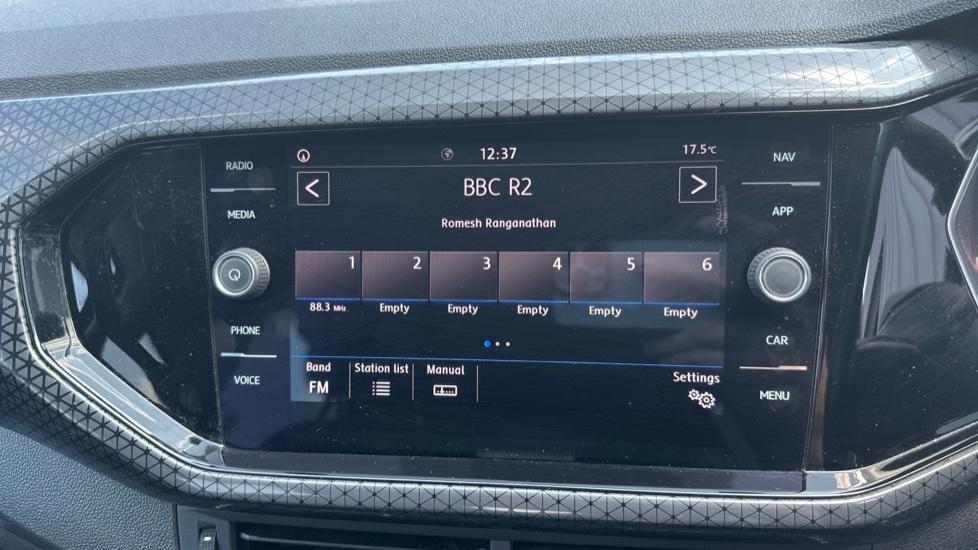 RADIO
12:37
17.5°C
NAV
<
BBC R2
>
MEDIA
Romesh Ranganathan
APP
1 2 3 4 5 6
88.3 MHz Empty Empty Empty Empty Empty
PHONE
CAR
Band Station list Manual Settings
FM
VOICE
MENU